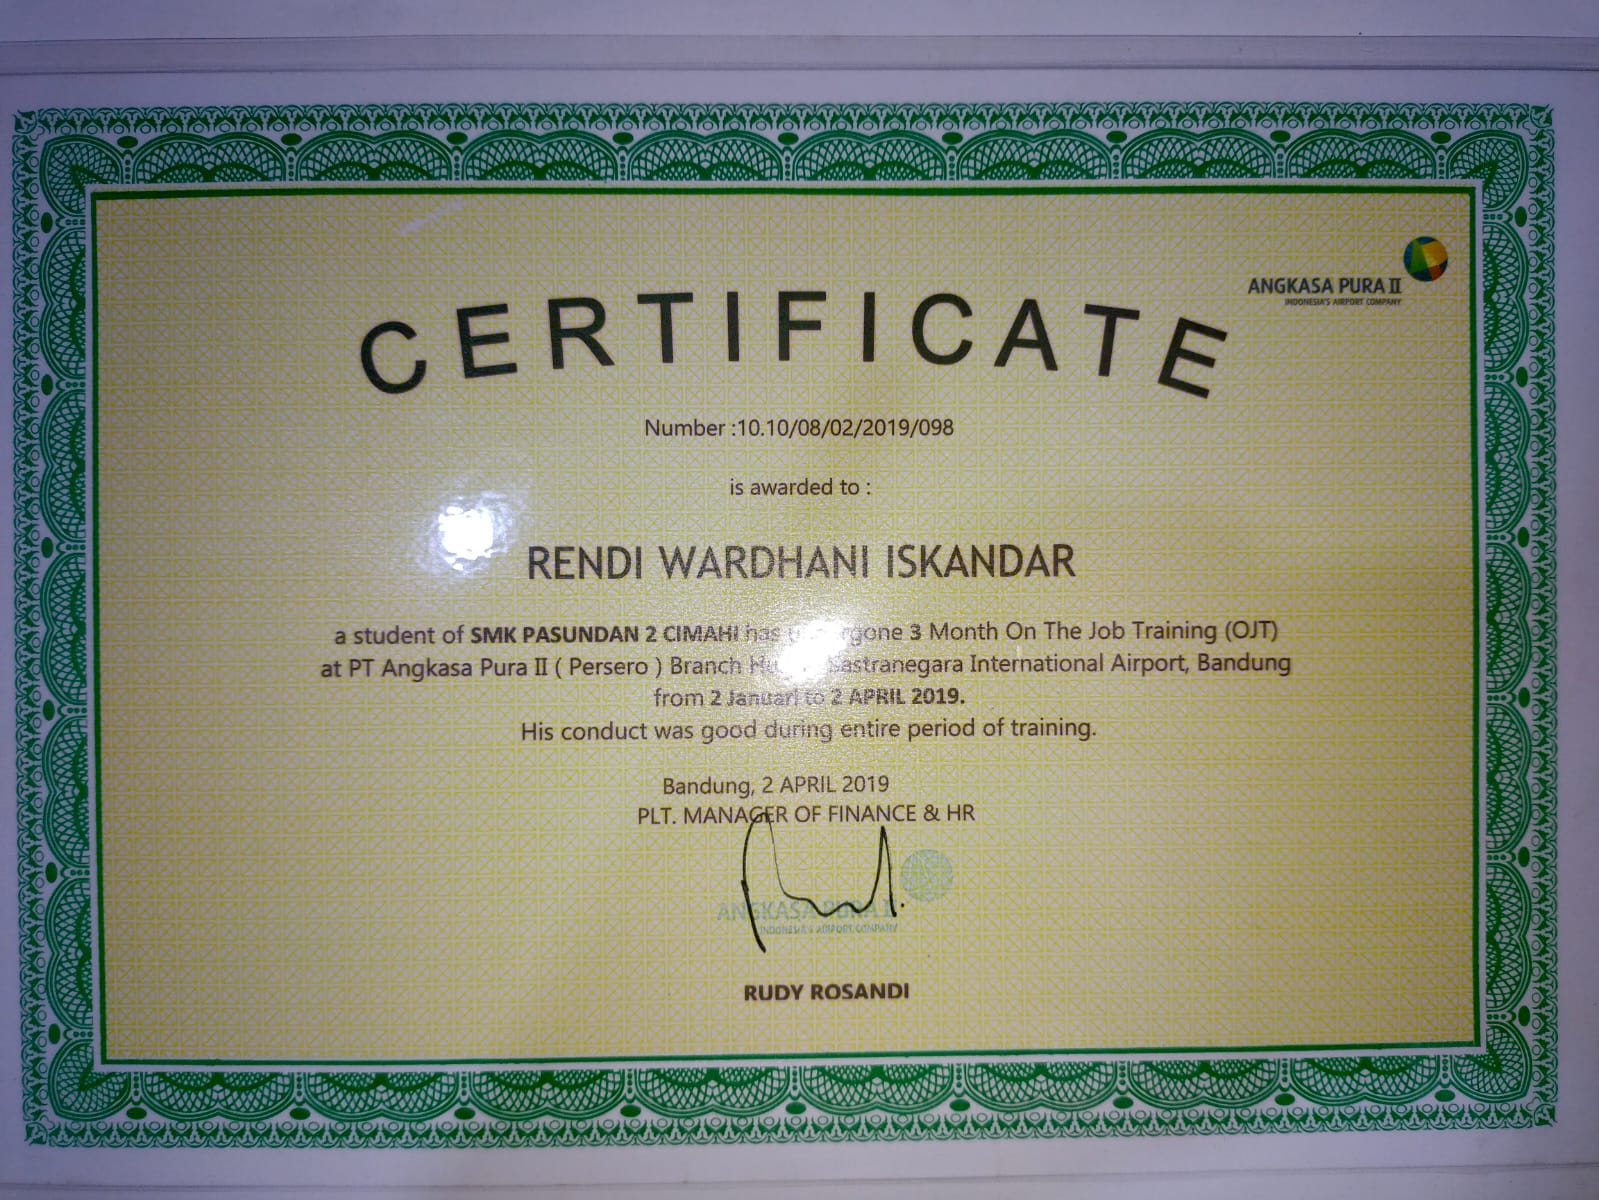 ANGKASA PURA II
INDONESIA'S AIRPORT COMPANY
CERTIFICATE
Number :10.10/08/02/2019/098
is awarded to :
RENDI WARDHANI ISKANDAR
a student of SMK PASUNDAN 2 CIMAHI has 3 Month On The Job Training (OJT)
at PT Angkasa Pura II ( Persero ) Branch International Airport, Bandung
from 2 Januari to 2 APRIL 2019.
His conduct was good during entire period of training.
Bandung, 2 APRIL 2019
PLT. MANAGER OF FINANCE & HR
ANGKASA PURA II
INDONESIA'S AIRPORT COMPANY
RUDY ROSANDI